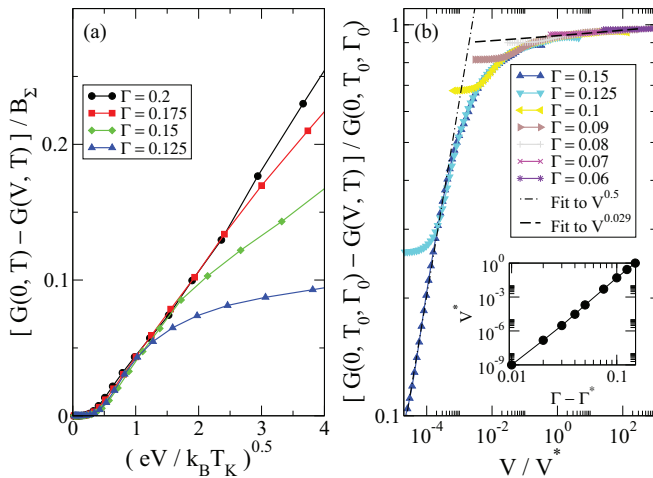 (a)
[ G(0, T) − G(V, T) ] / B_Σ
0.2
0.1
0
Γ = 0.2
Γ = 0.175
Γ = 0.15
Γ = 0.125
0 1 2 3 4
( eV / k_B T_K )^0.5
(b)
[ G(0, T_0, Γ_0) − G(V, T) ] / G(0, T_0, Γ_0)
1
0.1
Γ = 0.15
Γ = 0.125
Γ = 0.1
Γ = 0.09
Γ = 0.08
Γ = 0.07
Γ = 0.06
Fit to V^0.5
Fit to V^0.029
V^*
10^0
10^-3
10^-6
10^-9
0.01 0.1
Γ − Γ^*
10^-4 10^-2 10^0 10^2
V / V^*